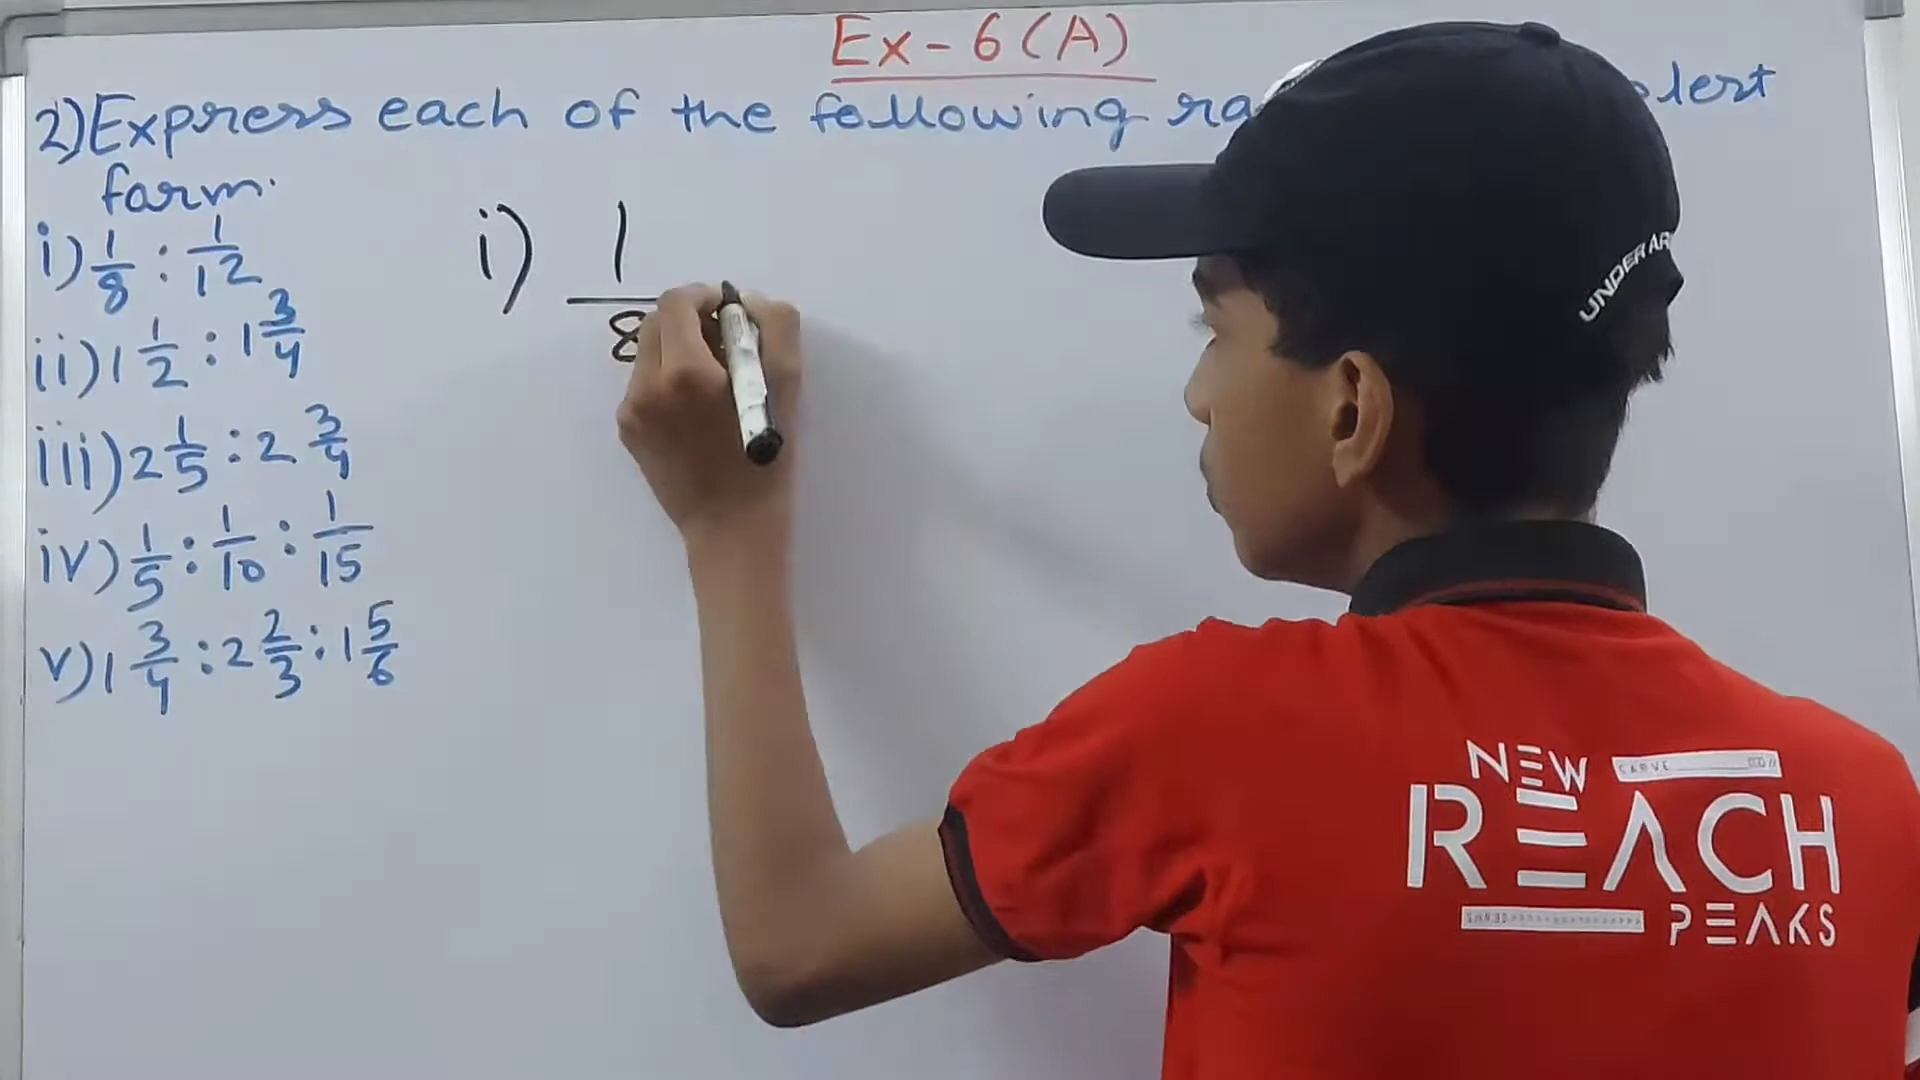 Ex-6(A)
2) Express each of the following
farm.
i) 1/8 : 1/12
ii) 1 1/2 : 1 3/4
iii) 2 1/5 : 2 3/4
iv) 1/5 : 1/10 : 1/15
v) 1 3/4 : 2 2/3 : 1 5/6
i) 1/8
UNDER AR
NEW
REACH
PEAKS